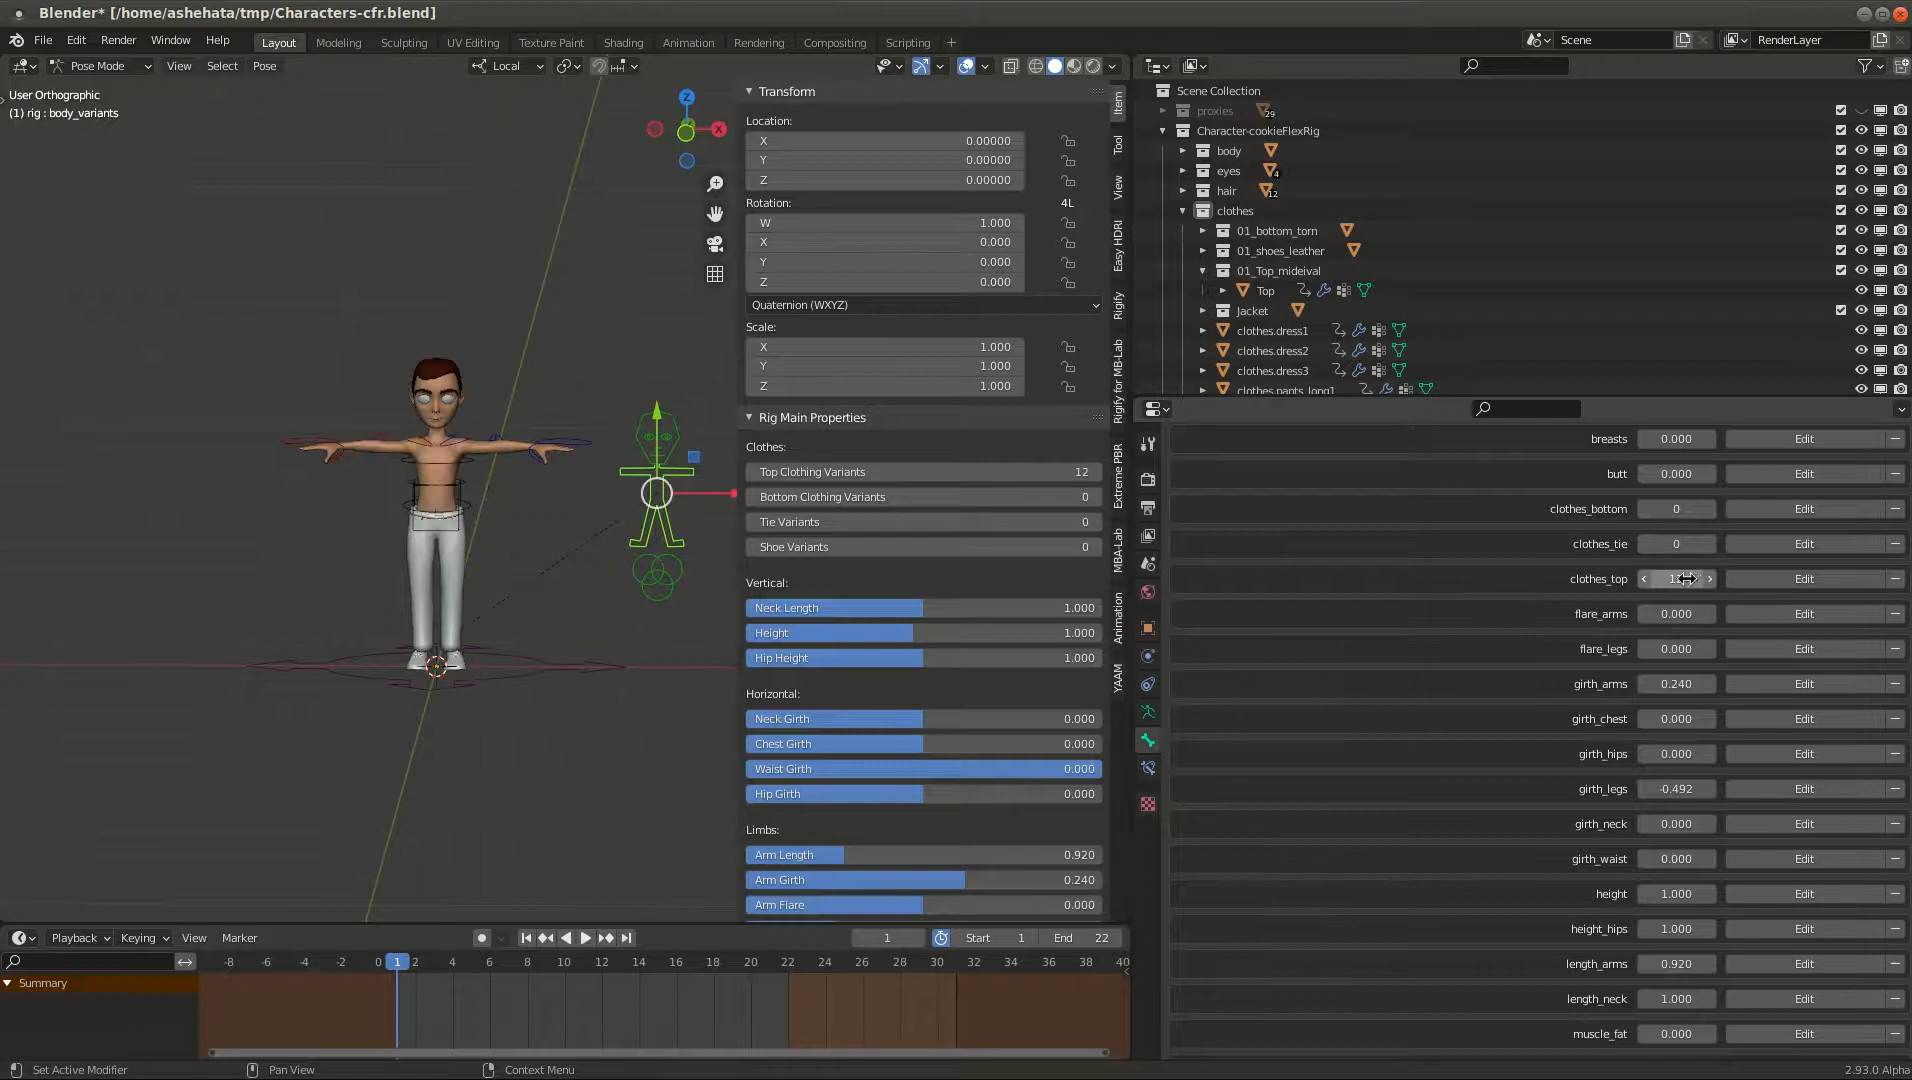 Blender* [/home/ashehata/tmp/Characters-cfr.blend]
File Edit Render Window Help
Layout Modeling Sculpting UV Editing Texture Paint Shading Animation Rendering Compositing Scripting +
Scene
RenderLayer
Pose Mode View Select Pose
Local
User Orthographic
(1) rig : body_variants
Z
X
Transform
Location:
X 0.00000
Y 0.00000
Z 0.00000
Rotation: 4L
W 1.000
X 0.000
Y 0.000
Z 0.000
Quaternion (WXYZ)
Scale:
X 1.000
Y 1.000
Z 1.000
Rig Main Properties
Clothes:
Top Clothing Variants 12
Bottom Clothing Variants 0
Tie Variants 0
Shoe Variants 0
Vertical:
Neck Length 1.000
Height 1.000
Hip Height 1.000
Horizontal:
Neck Girth 0.000
Chest Girth 0.000
Waist Girth 0.000
Hip Girth 0.000
Limbs:
Arm Length 0.920
Arm Girth 0.240
Arm Flare 0.000
Item
Tool
View
Easy HDRI
Rigify
Rigify for MB-Lab
Extreme PBR
MBA-Lab
Animation
YAAM
Scene Collection
proxies 29
Character-cookieFlexRig
body
eyes 4
hair 12
clothes
01_bottom_torn
01_shoes_leather
01_Top_mideival
Top
Jacket
clothes.dress1
clothes.dress2
clothes.dress3
clothes.pants_long1
breasts 0.000 Edit
butt 0.000 Edit
clothes_bottom 0 Edit
clothes_tie 0 Edit
clothes_top Edit
flare_arms 0.000 Edit
flare_legs 0.000 Edit
girth_arms 0.240 Edit
girth_chest 0.000 Edit
girth_hips 0.000 Edit
girth_legs -0.492 Edit
girth_neck 0.000 Edit
girth_waist 0.000 Edit
height 1.000 Edit
height_hips 1.000 Edit
length_arms 0.920 Edit
length_neck 1.000 Edit
muscle_fat 0.000 Edit
Playback Keying View Marker
1 Start 1 End 22
-8 -6 -4 -2 0 1 2 4 6 8 10 12 14 16 18 20 22 24 26 28 30 32 34 36 38 40
Summary
Set Active Modifier Pan View Context Menu 2.93.0 Alpha